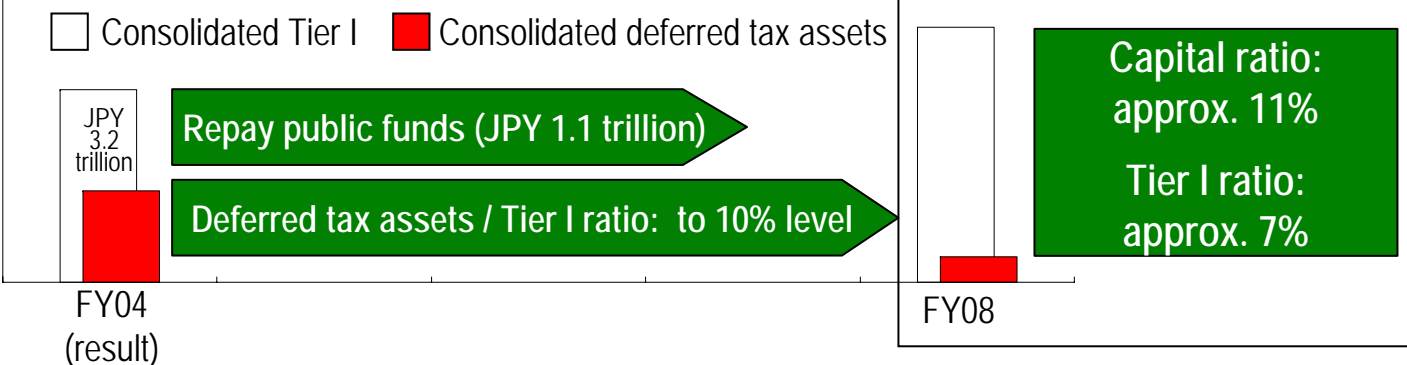 Consolidated Tier I
Consolidated deferred tax assets
JPY
3.2
trillion
Repay public funds (JPY 1.1 trillion)
Deferred tax assets / Tier I ratio:  to 10% level
Capital ratio:
approx. 11%
Tier I ratio:
approx. 7%
FY04
(result)
FY08